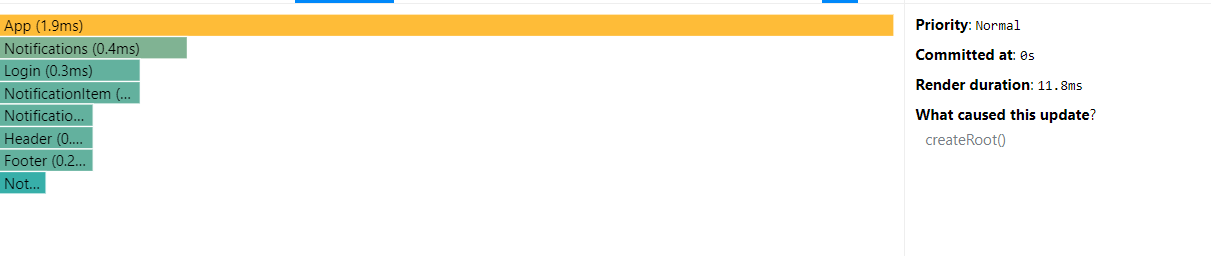 App (1.9ms)
Notifications (0.4ms)
Login (0.3ms)
NotificationItem (...
Notificatio...
Header (0....
Footer (0.2...
Not...
Priority: Normal
Committed at: 0s
Render duration: 11.8ms
What caused this update?
createRoot()